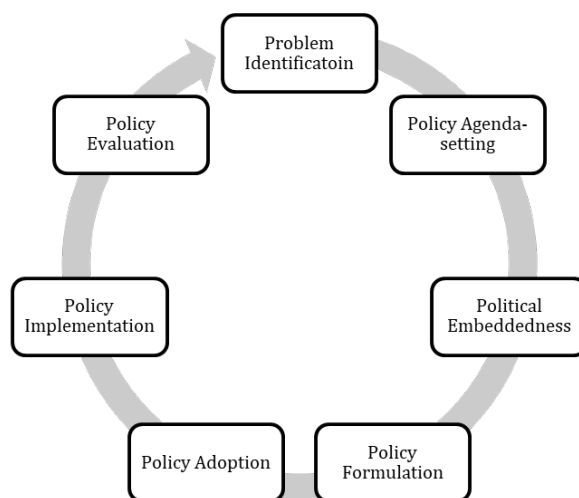 Problem
Identificatoin
Policy Agenda-
setting
Political
Embeddedness
Policy
Formulation
Policy Adoption
Policy
Implementation
Policy
Evaluation